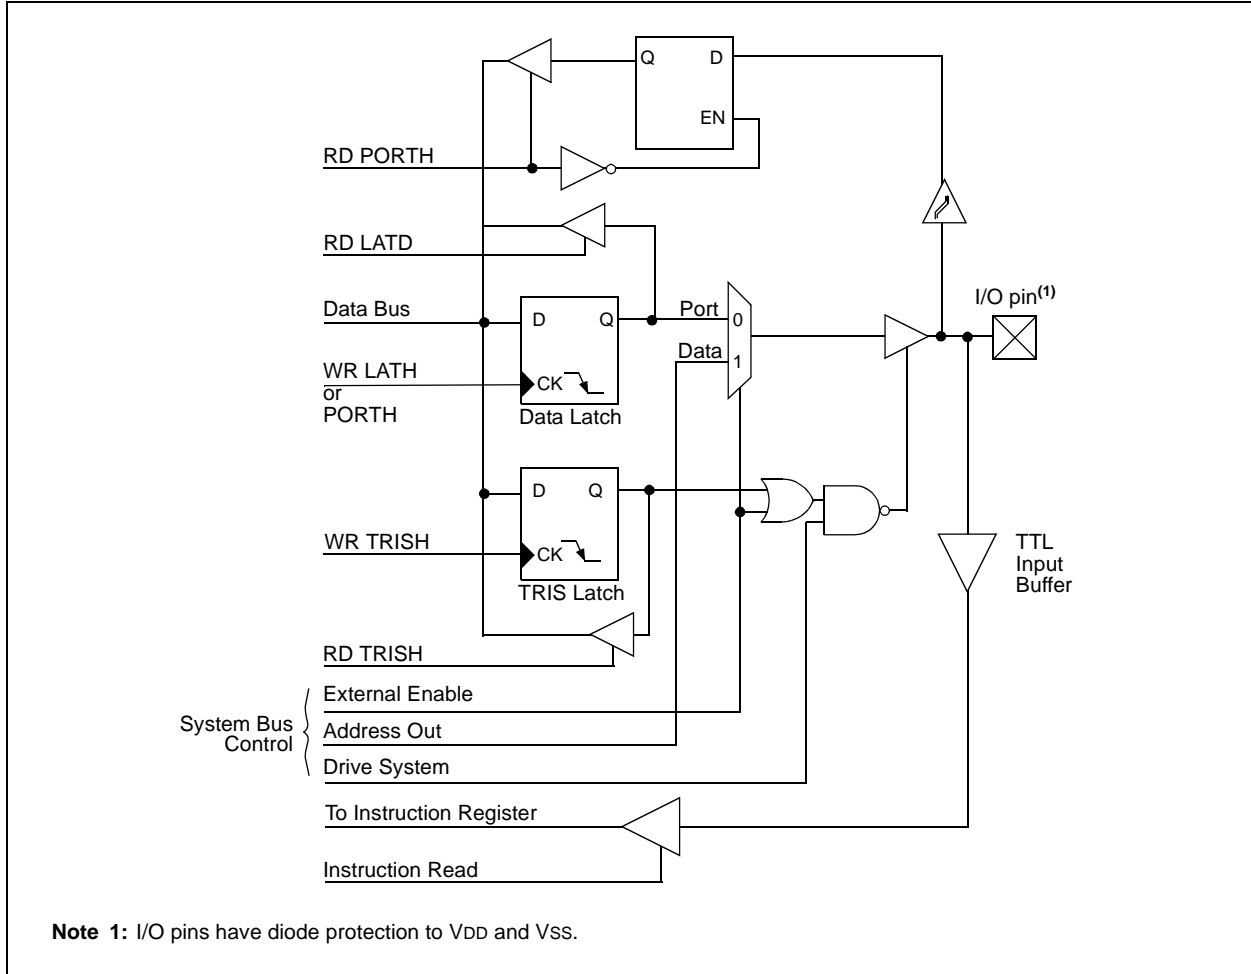 Q D
EN
RD PORTH
RD LATD
I/O pin(1)
Data Bus
D Q
Port
0
Data
1
WR LATH
or
PORTH
CK
Data Latch
D Q
WR TRISH
CK
TRIS Latch
TTL
Input
Buffer
RD TRISH
External Enable
System Bus
Control
Address Out
Drive System
To Instruction Register
Instruction Read
Note 1: I/O pins have diode protection to VDD and VSS.